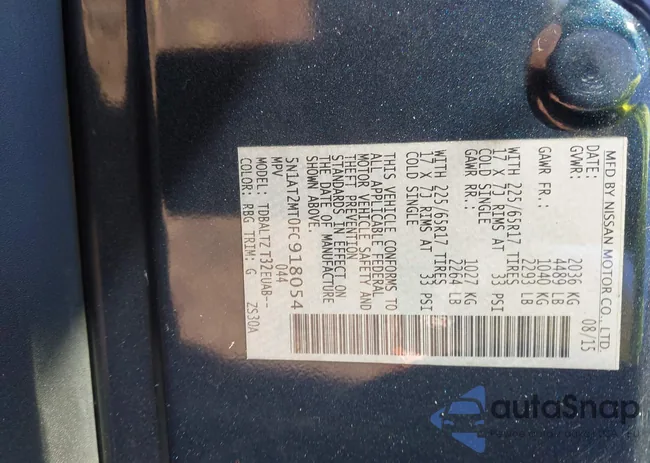 MFD BY NISSAN MOTOR CO., LTD.
DATE: 08/15
GVWR: 2036 KG
4489 LB
GAWR FR.: 1040 KG
2293 LB
WITH 225/65R17 TIRES
17 X 7J RIMS AT 33 PSI
COLD SINGLE
GAWR RR: 1027 KG
2264 LB
WITH 225/65R17 TIRES
17 X 7J RIMS AT 33 PSI
COLD SINGLE
THIS VEHICLE CONFORMS TO
ALL APPLICABLE FEDERAL
MOTOR VEHICLE SAFETY AND
THEFT PREVENTION
STANDARDS IN EFFECT ON
THE DATE OF MANUFACTURE
SHOWN ABOVE.
5N1AT2MT0FC918054
MPV 044
MODEL: TDBALTZ T32EUAB--
COLOR: RBG TRIM: G ZS30A
autoSnap